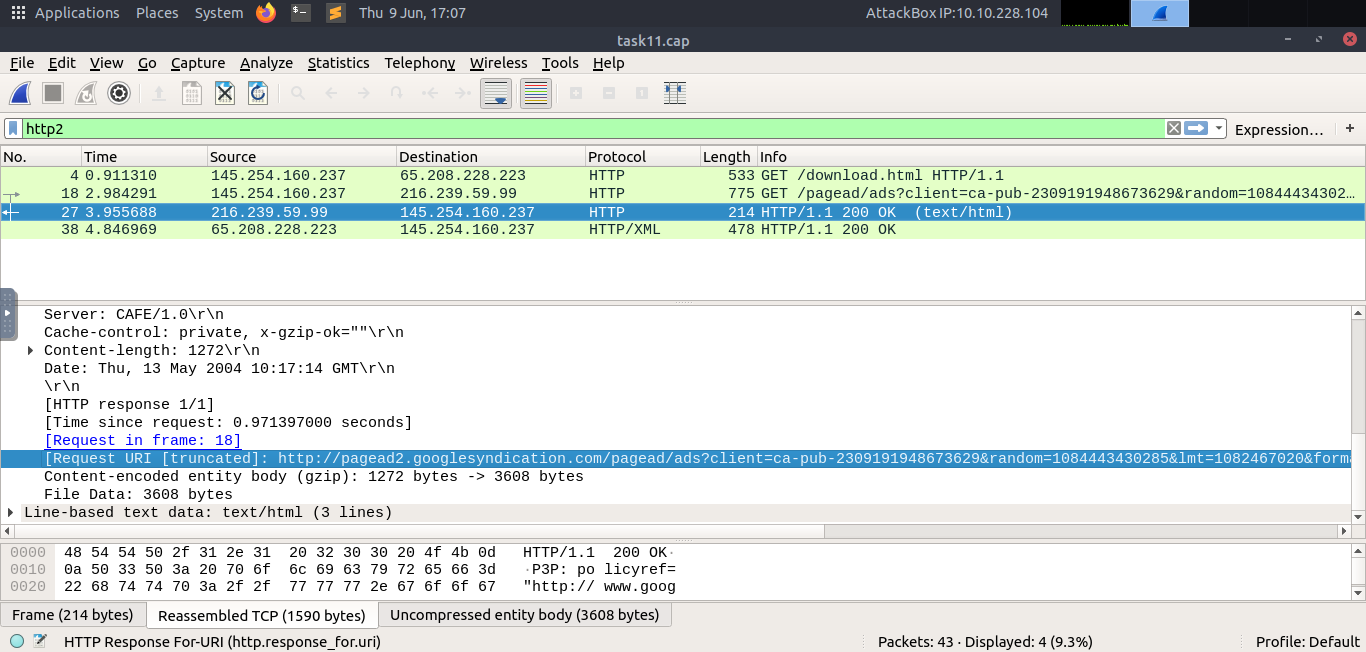 Applications Places System Thu 9 Jun, 17:07 AttackBox IP:10.10.228.104
task11.cap
File Edit View Go Capture Analyze Statistics Telephony Wireless Tools Help
http2 Expression… +
No. Time Source Destination Protocol Length Info
4 0.911310 145.254.160.237 65.208.228.223 HTTP 533 GET /download.html HTTP/1.1
18 2.984291 145.254.160.237 216.239.59.99 HTTP 775 GET /pagead/ads?client=ca-pub-2309191948673629&random=10844434302…
27 3.955688 216.239.59.99 145.254.160.237 HTTP 214 HTTP/1.1 200 OK (text/html)
38 4.846969 65.208.228.223 145.254.160.237 HTTP/XML 478 HTTP/1.1 200 OK
Server: CAFE/1.0\r\n
Cache-control: private, x-gzip-ok=""\r\n
Content-length: 1272\r\n
Date: Thu, 13 May 2004 10:17:14 GMT\r\n
\r\n
[HTTP response 1/1]
[Time since request: 0.971397000 seconds]
[Request in frame: 18]
[Request URI [truncated]: http://pagead2.googlesyndication.com/pagead/ads?client=ca-pub-2309191948673629&random=1084443430285&lmt=1082467020&forma
Content-encoded entity body (gzip): 1272 bytes -> 3608 bytes
File Data: 3608 bytes
Line-based text data: text/html (3 lines)
0000 48 54 54 50 2f 31 2e 31 20 32 30 30 20 4f 4b 0d HTTP/1.1 200 OK·
0010 0a 50 33 50 3a 20 70 6f 6c 69 63 79 72 65 66 3d ·P3P: po licyref=
0020 22 68 74 74 70 3a 2f 2f 77 77 77 2e 67 6f 6f 67 "http:// www.goog
Frame (214 bytes) Reassembled TCP (1590 bytes) Uncompressed entity body (3608 bytes)
HTTP Response For-URI (http.response_for.uri) Packets: 43 · Displayed: 4 (9.3%) Profile: Default